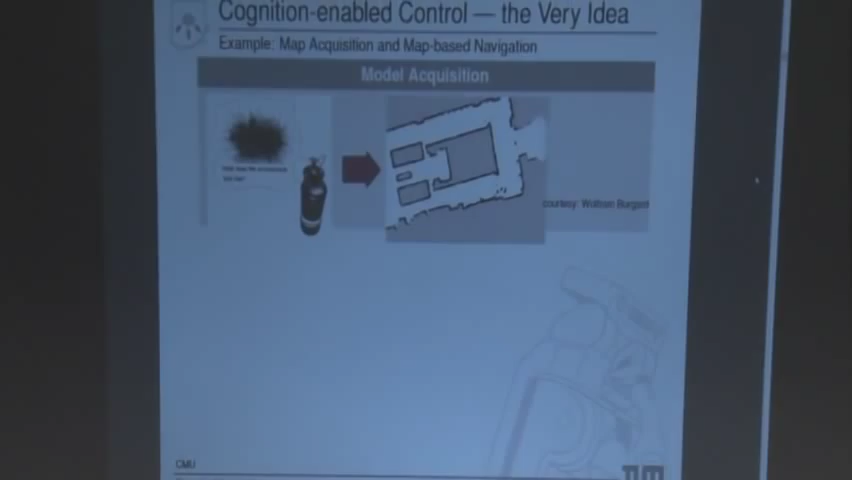 Cognition-enabled Control — the Very Idea
Example: Map Acquisition and Map-based Navigation
Model Acquisition
courtesy: Wolfram Burgard
CMU